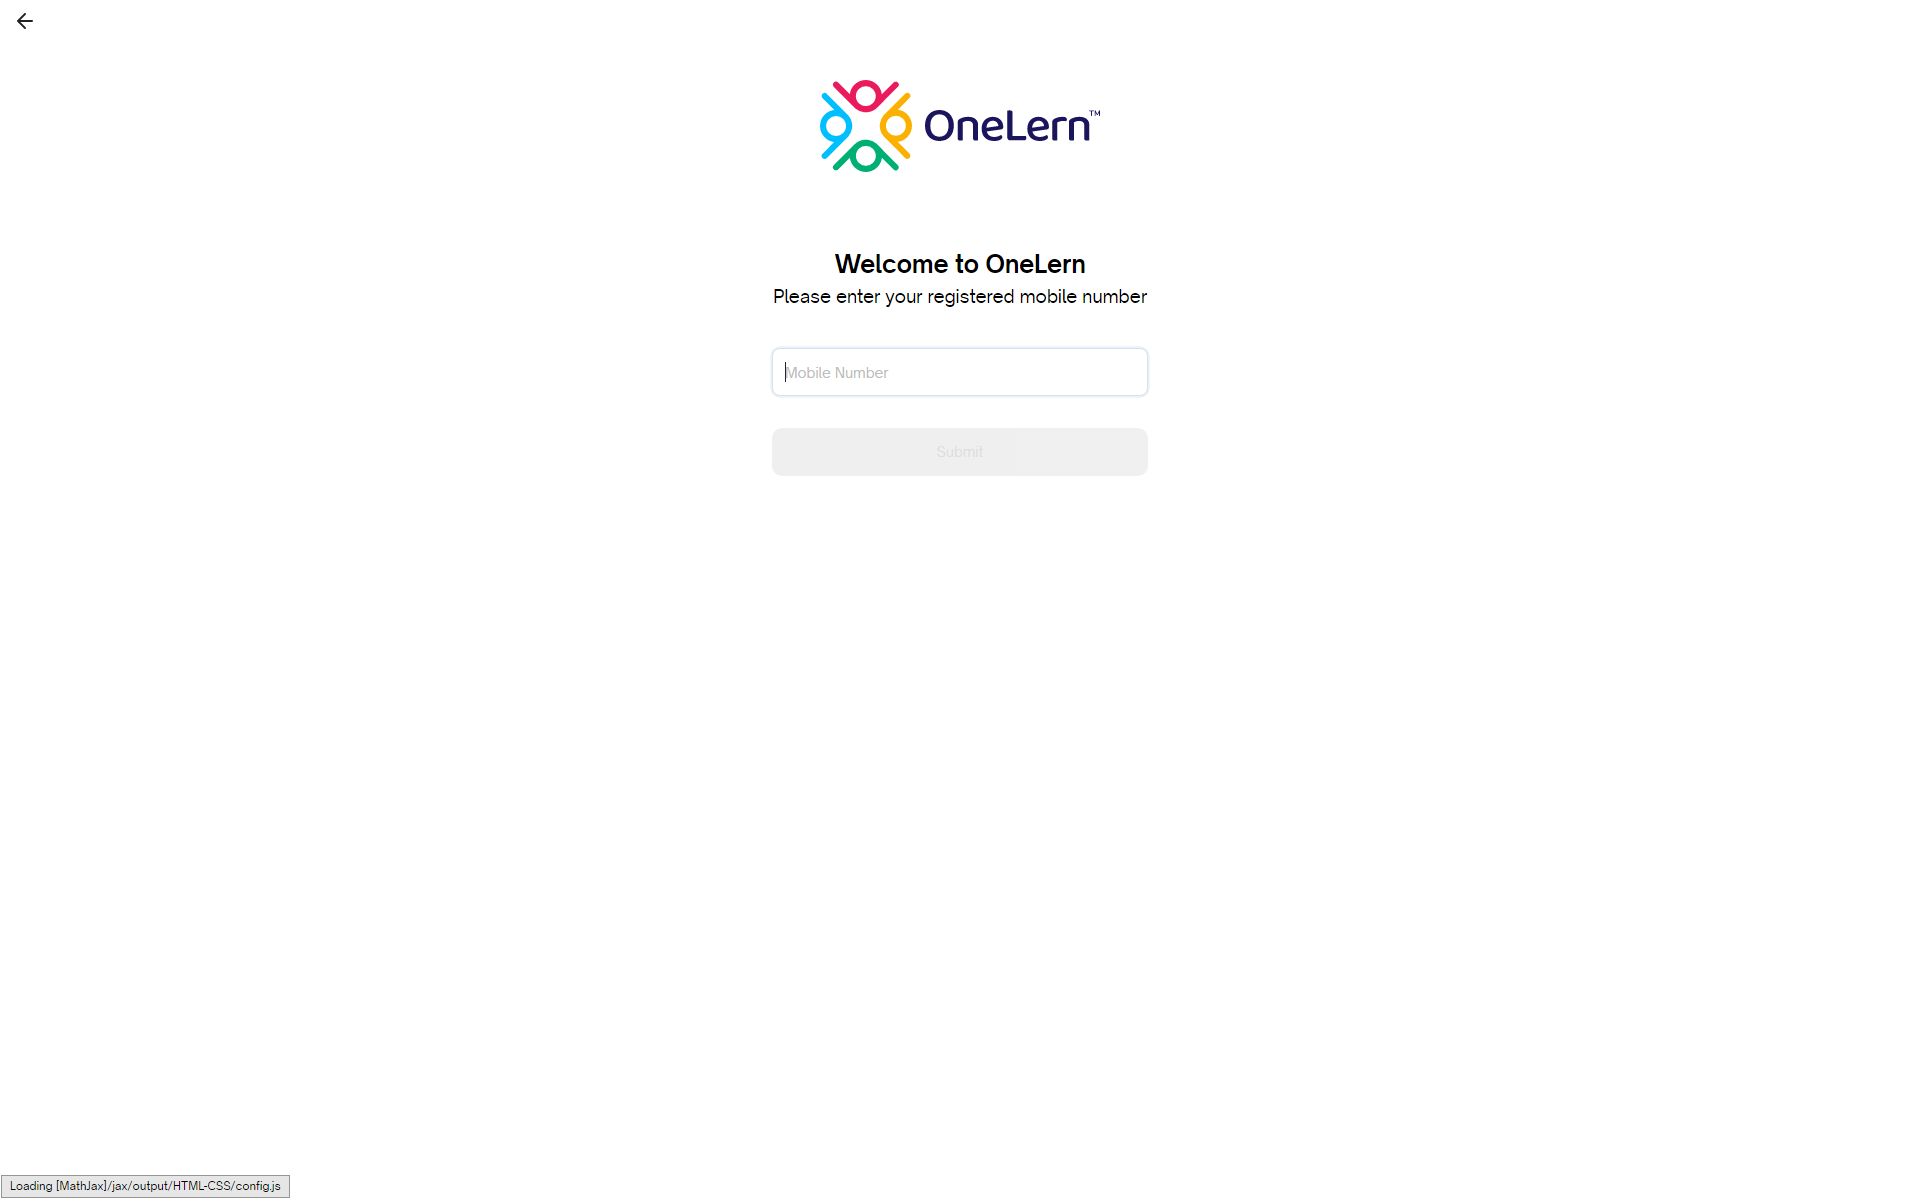 OneLern™
Welcome to OneLern
Please enter your registered mobile number
Mobile Number
Submit
Loading [MathJax]/jax/output/HTML-CSS/config.js